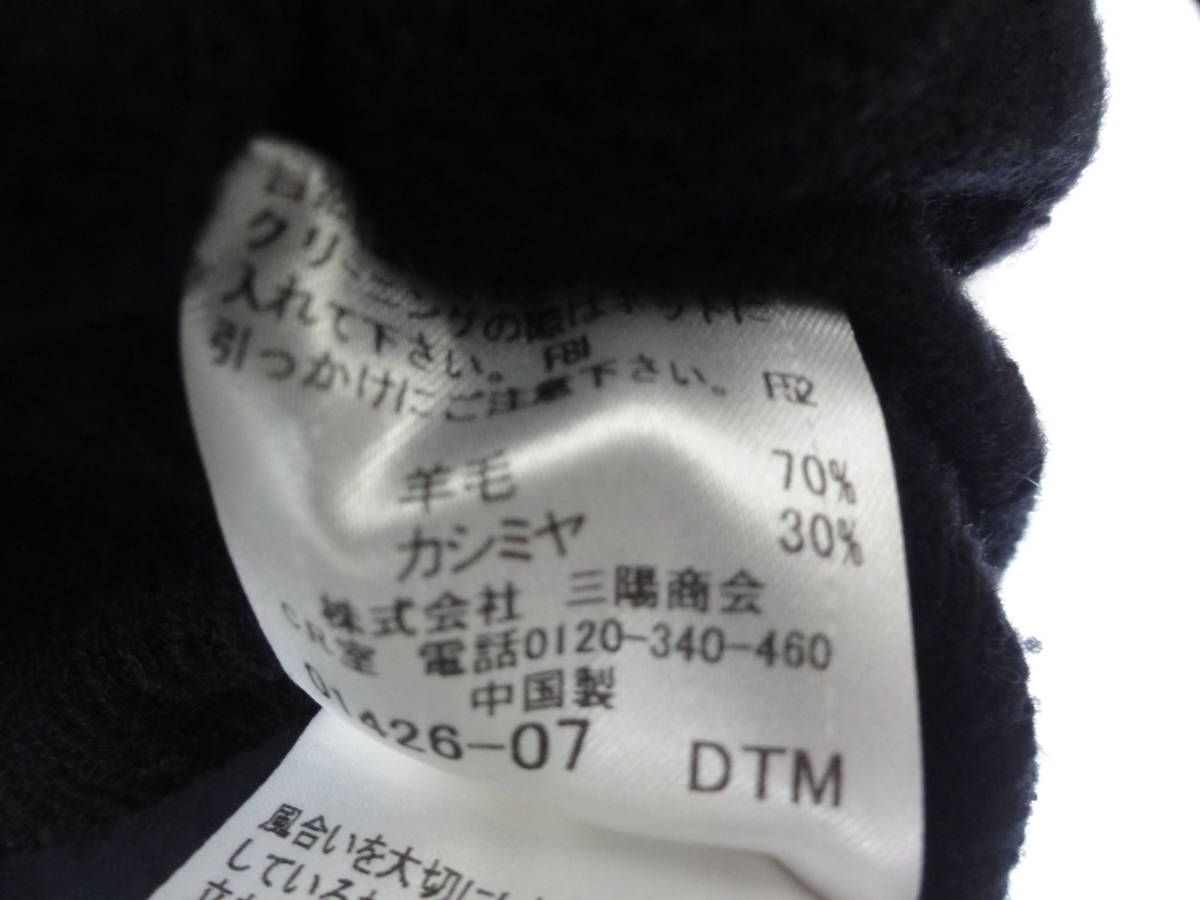 クリーニングの際はネットに
入れて下さい。 F81
引っかけにご注意下さい。 F52
羊毛 70%
カシミヤ 30%
株式会社 三陽商会
CR室 電話0120-340-460
中国製
01426-07 DTM
風合いを大切に
している